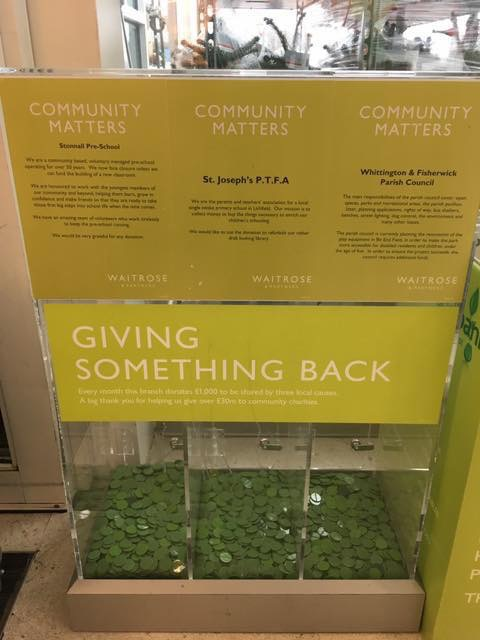 COMMUNITY
MATTERS
Stonnall Pre-School
We are a community based, voluntary managed pre-school
operating for over 30 years. We now face closure unless we
can fund the building of a new classroom.
We are honoured to work with the youngest members of
our community and beyond, helping them learn, grow in
confidence and make friends so that they are ready to take
those first big steps into school life when the time comes.
We have an amazing team of volunteers who work tirelessly
to keep the pre-school running.
We would be very grateful for any donation.
WAITROSE
& PARTNERS
COMMUNITY
MATTERS
St. Joseph's P.T.F.A
We are the parents and teachers' association for a local
single intake primary school in Lichfield. Our mission is to
collect money to buy the things necessary to enrich our
children's schooling.
We would like to use the donation to refurbish our rather
drab looking library.
WAITROSE
& PARTNERS
COMMUNITY
MATTERS
Whittington & Fisherwick
Parish Council
The main responsibilities of the parish council cover: open
spaces, parks and recreational areas, the parish pavilion
, planning applications, rights of way, bus shelters,
benches, street lighting, dog control, the environment and
many other issues.
The parish council is currently planning the renovation of the
play equipment in Bit End Field, in order to make the park
more accessible for disabled residents and children under
the age of five. In order to ensure the project succeeds the
council requires additional funds.
WAITROSE
& PARTNERS
GIVING
SOMETHING BACK
Every month this branch donates £1,000 to be shared by three local causes.
A big thank you for helping us give over £30m to community charities.